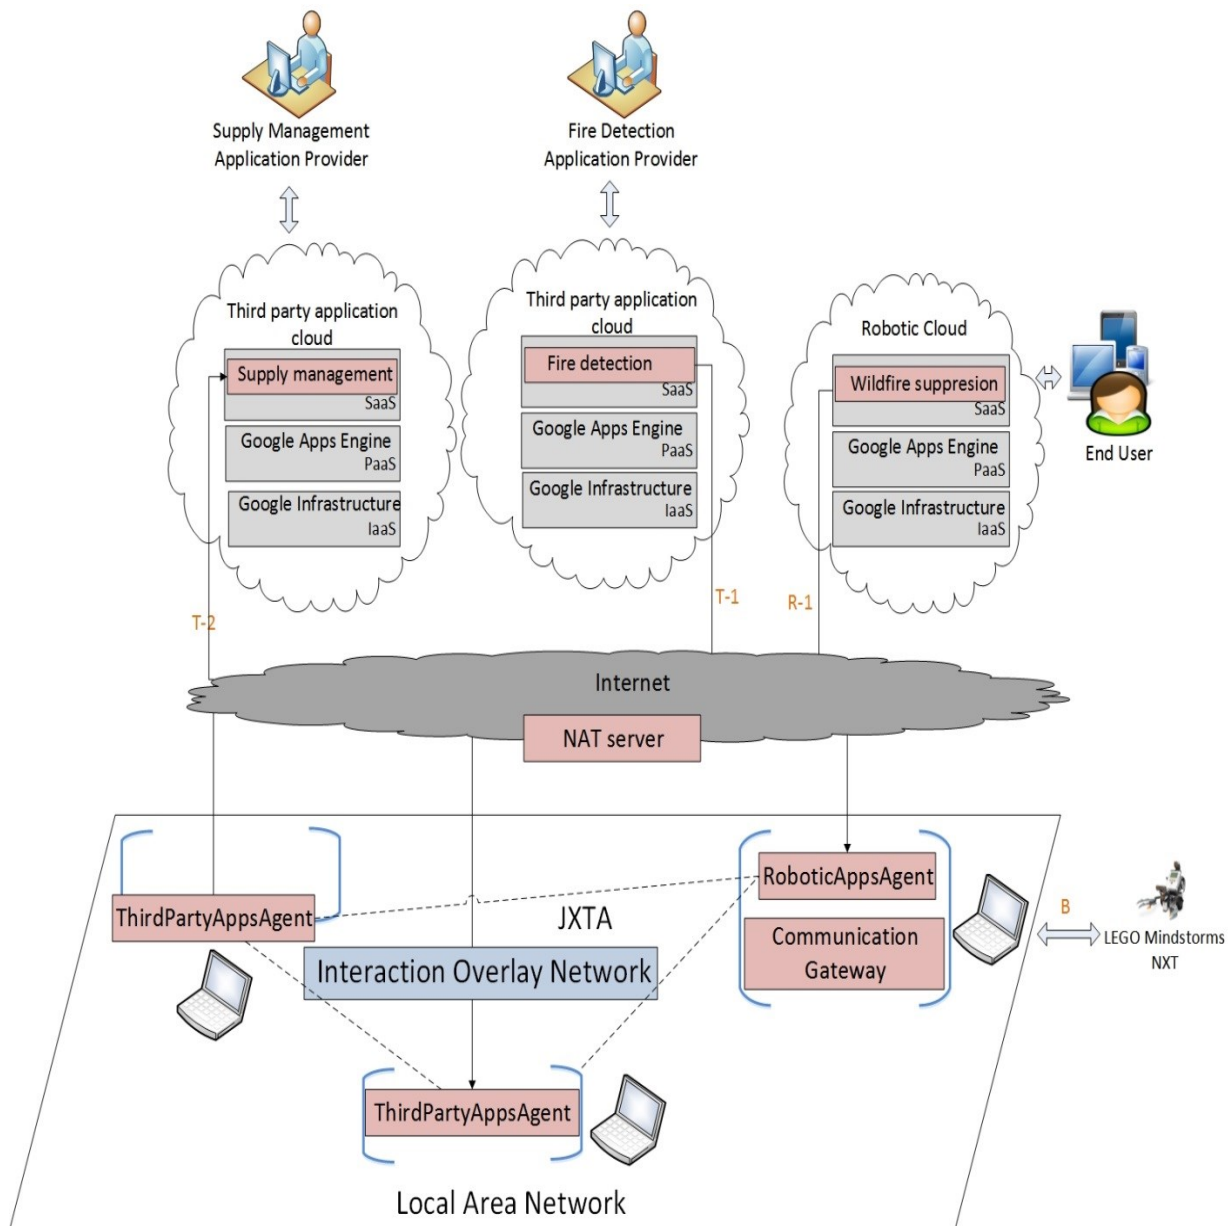 Supply Management
Application Provider
Fire Detection
Application Provider
Third party application
cloud
Supply management
SaaS
Google Apps Engine
PaaS
Google Infrastructure
IaaS
Third party application
cloud
Fire detection
SaaS
Google Apps Engine
PaaS
Google Infrastructure
IaaS
Robotic Cloud
Wildfire suppresion
SaaS
Google Apps Engine
PaaS
Google Infrastructure
IaaS
End User
T-2
T-1
R-1
Internet
NAT server
ThirdPartyAppsAgent
JXTA
RoboticAppsAgent
Communication
Gateway
B
LEGO Mindstorms
NXT
Interaction Overlay Network
ThirdPartyAppsAgent
Local Area Network